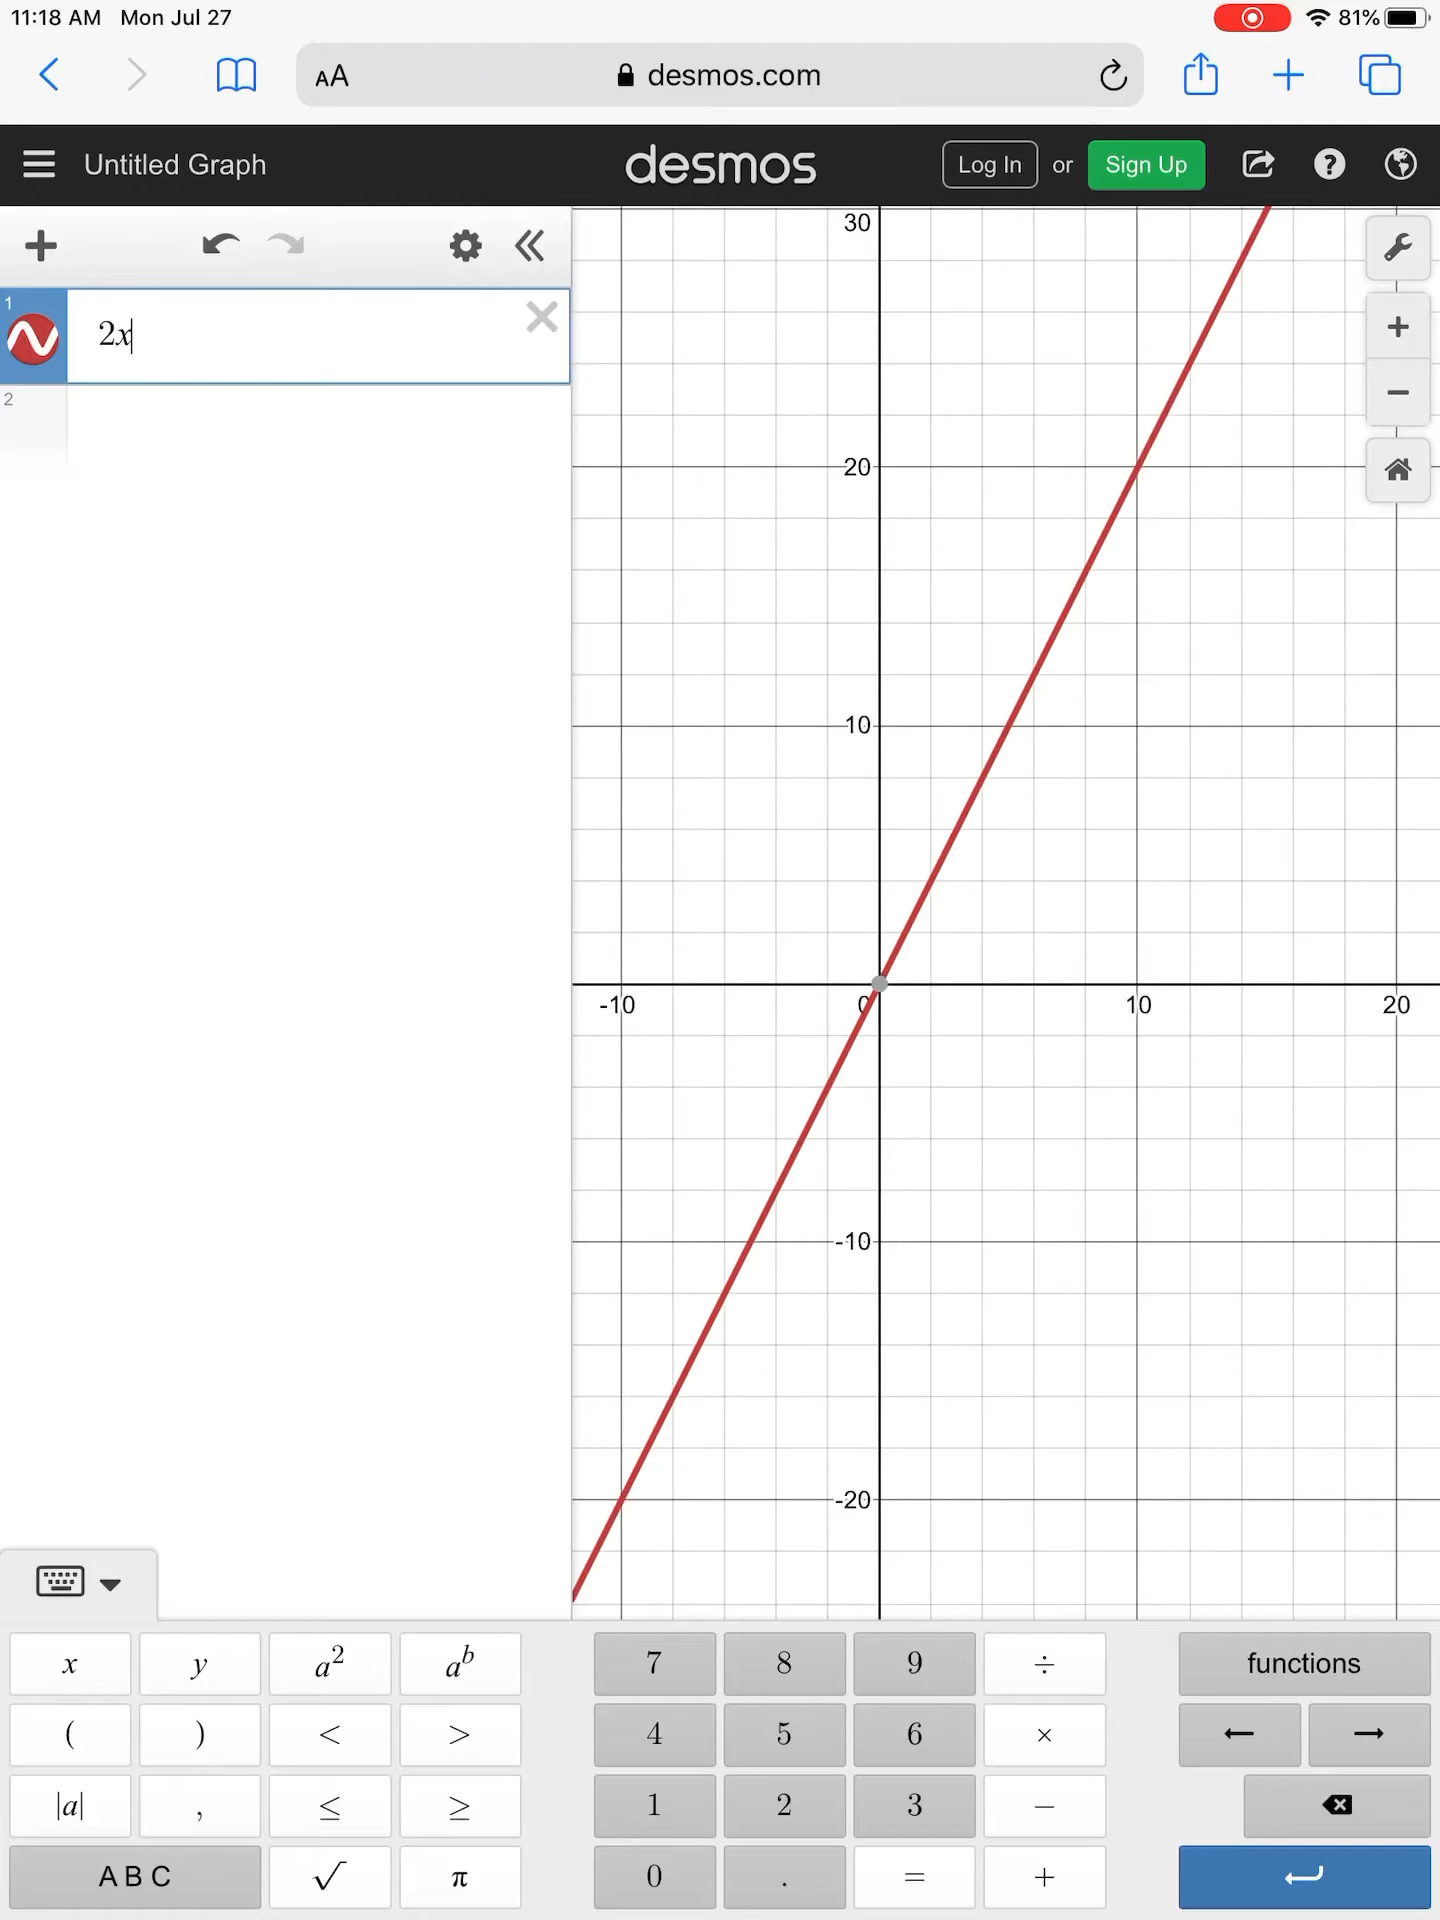 11:18 AM Mon Jul 27
81%
AA desmos.com
Untitled Graph desmos Log In or Sign Up ?
1 2x
2
30
20
10
-10 0 10 20
-10
-20
x y a² aᵇ 7 8 9 ÷ functions
( ) < > 4 5 6 × ← →
|a| , ≤ ≥ 1 2 3 −
A B C √ π 0 . = +